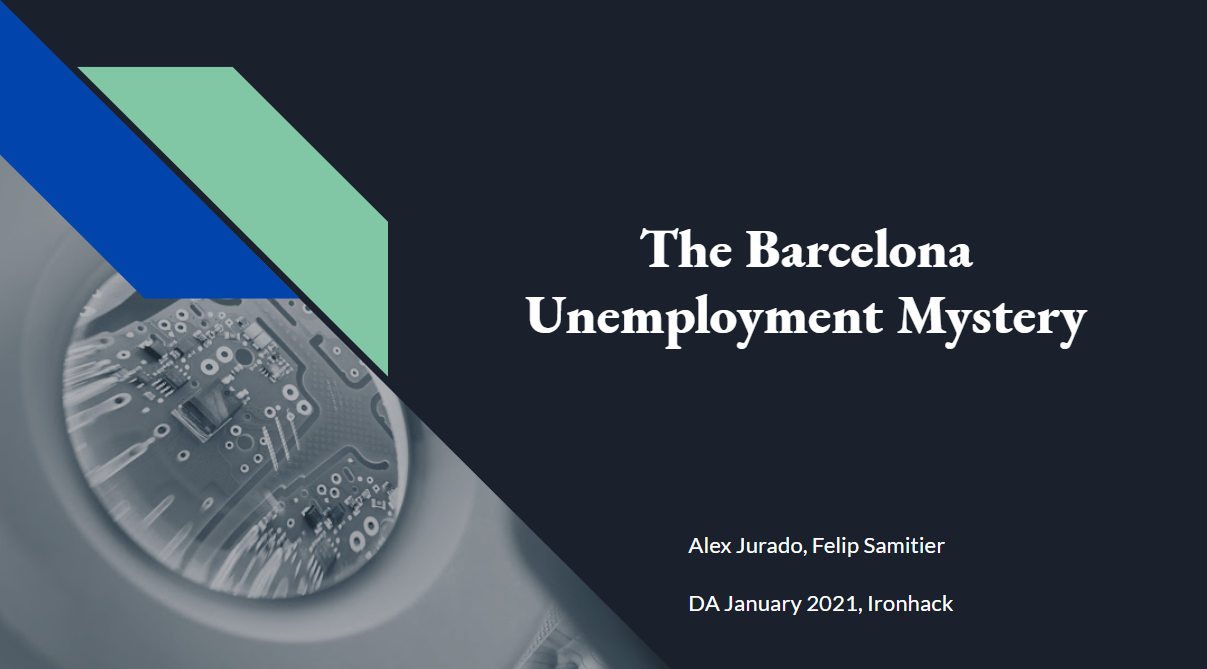 The Barcelona
Unemployment Mystery
Alex Jurado, Felip Samitier
DA January 2021, Ironhack